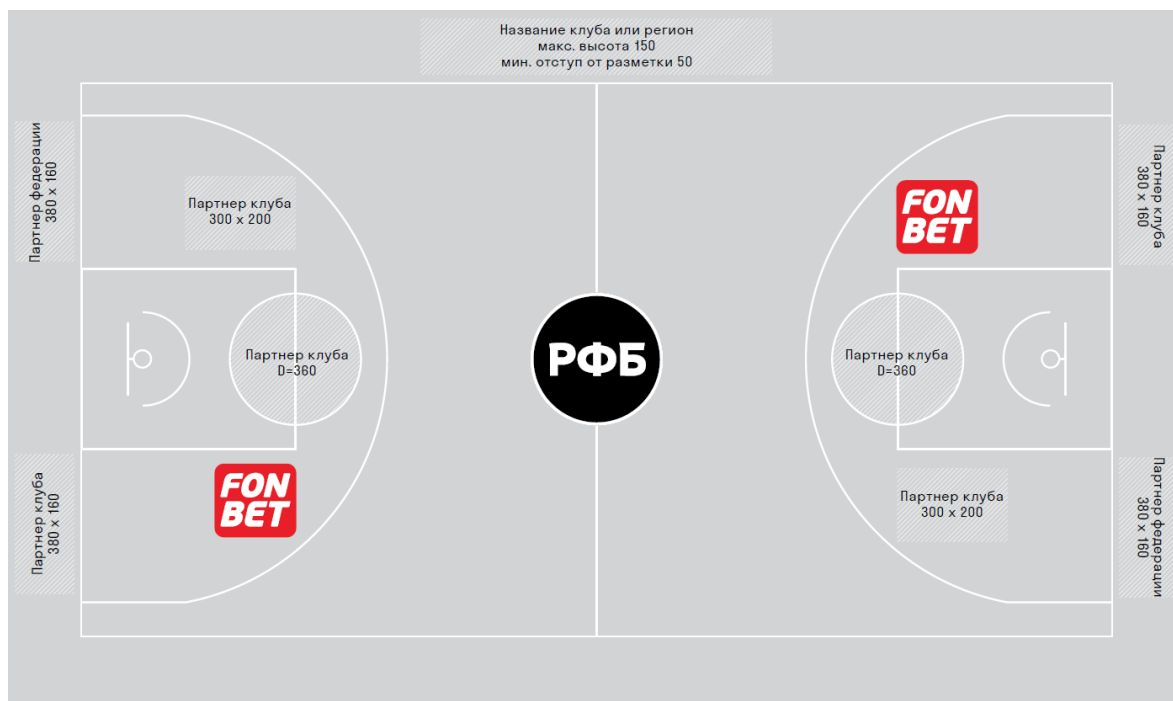 Название клуба или регион
макс. высота 150
мин. отступ от разметки 50
Партнер федерации
380 x 160
Партнер клуба
300 x 200
FON
BET
Партнер клуба
380 x 160
Партнер клуба
D=360
РФБ
Партнер клуба
D=360
Партнер клуба
380 x 160
FON
BET
Партнер клуба
300 x 200
Партнер федерации
380 x 160